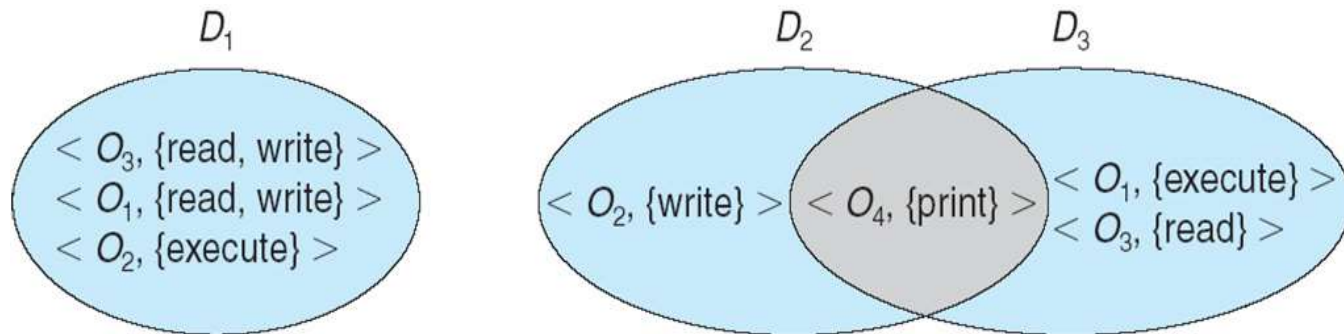 D₁
< O₃, {read, write} >
< O₁, {read, write} >
< O₂, {execute} >
D₂
D₃
< O₂, {write} >
< O₄, {print} >
< O₁, {execute} >
< O₃, {read} >